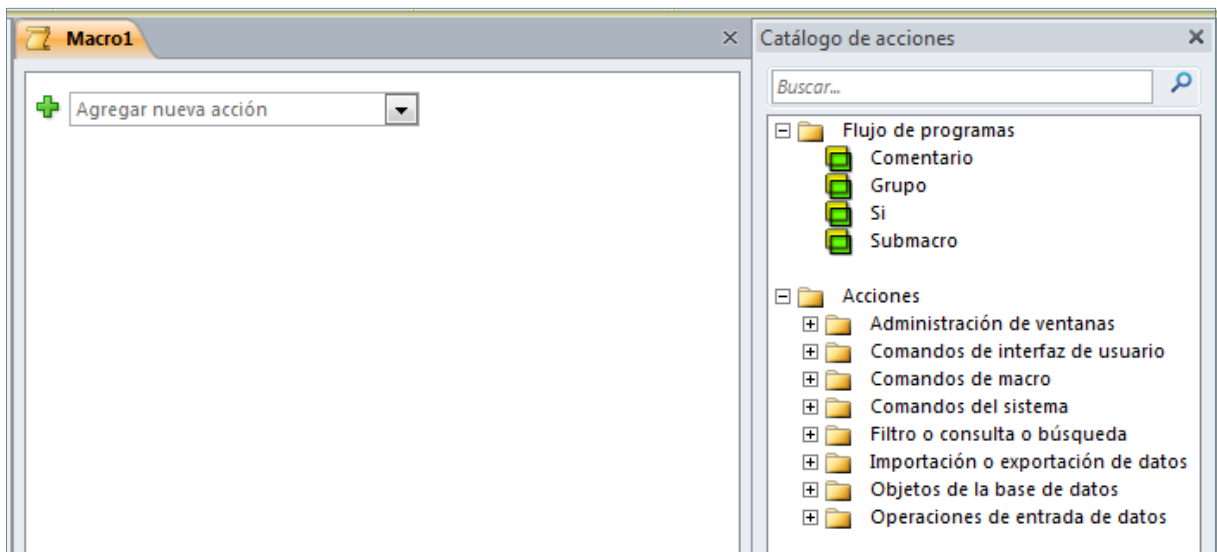 Macro1
Agregar nueva acción
Catálogo de acciones
Buscar...
Flujo de programas
Comentario
Grupo
Si
Submacro
Acciones
Administración de ventanas
Comandos de interfaz de usuario
Comandos de macro
Comandos del sistema
Filtro o consulta o búsqueda
Importación o exportación de datos
Objetos de la base de datos
Operaciones de entrada de datos